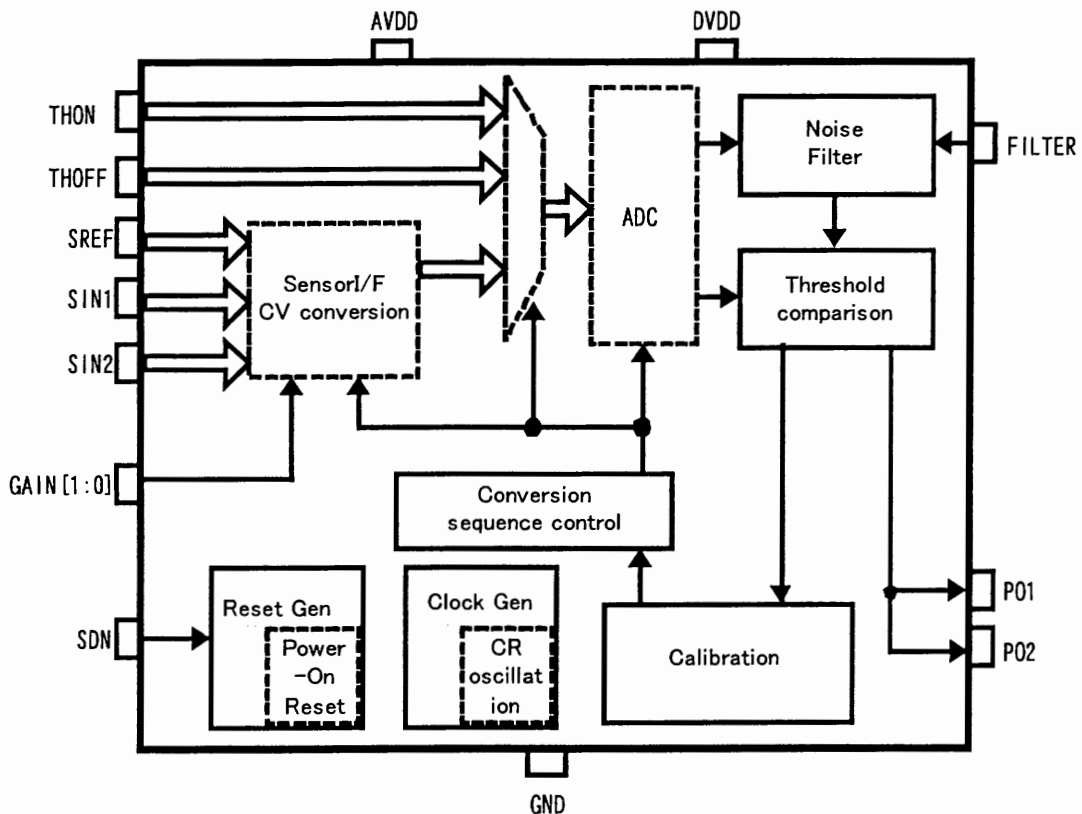 AVDD
DVDD
THON
THOFF
SREF
SIN1
SIN2
GAIN[1:0]
SDN
SensorI/F
CV conversion
ADC
Noise
Filter
FILTER
Threshold
comparison
Conversion
sequence control
Reset Gen
Power
-On
Reset
Clock Gen
CR
oscillat
ion
Calibration
PO1
PO2
GND